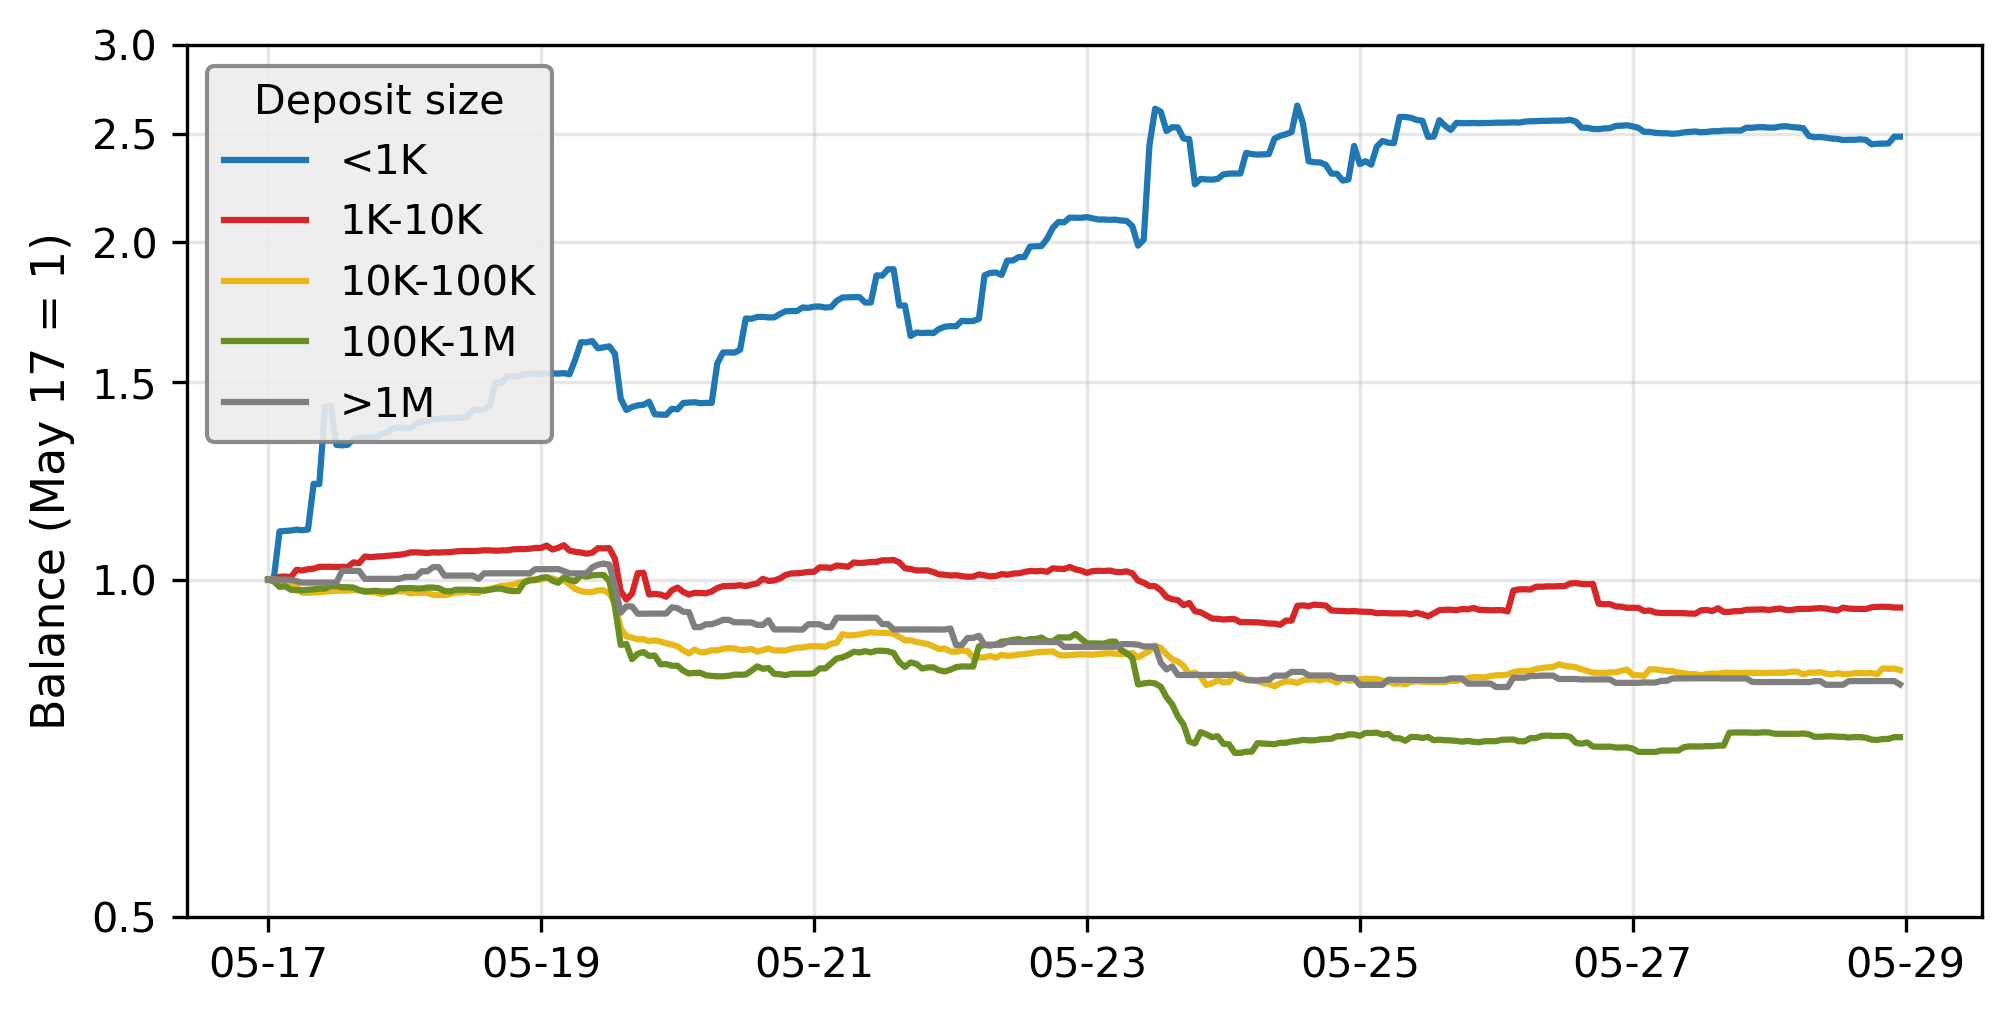 3.0
2.5
2.0
1.5
1.0
0.5
Balance (May 17 = 1)
Deposit size
<1K
1K-10K
10K-100K
100K-1M
>1M
05-17
05-19
05-21
05-23
05-25
05-27
05-29